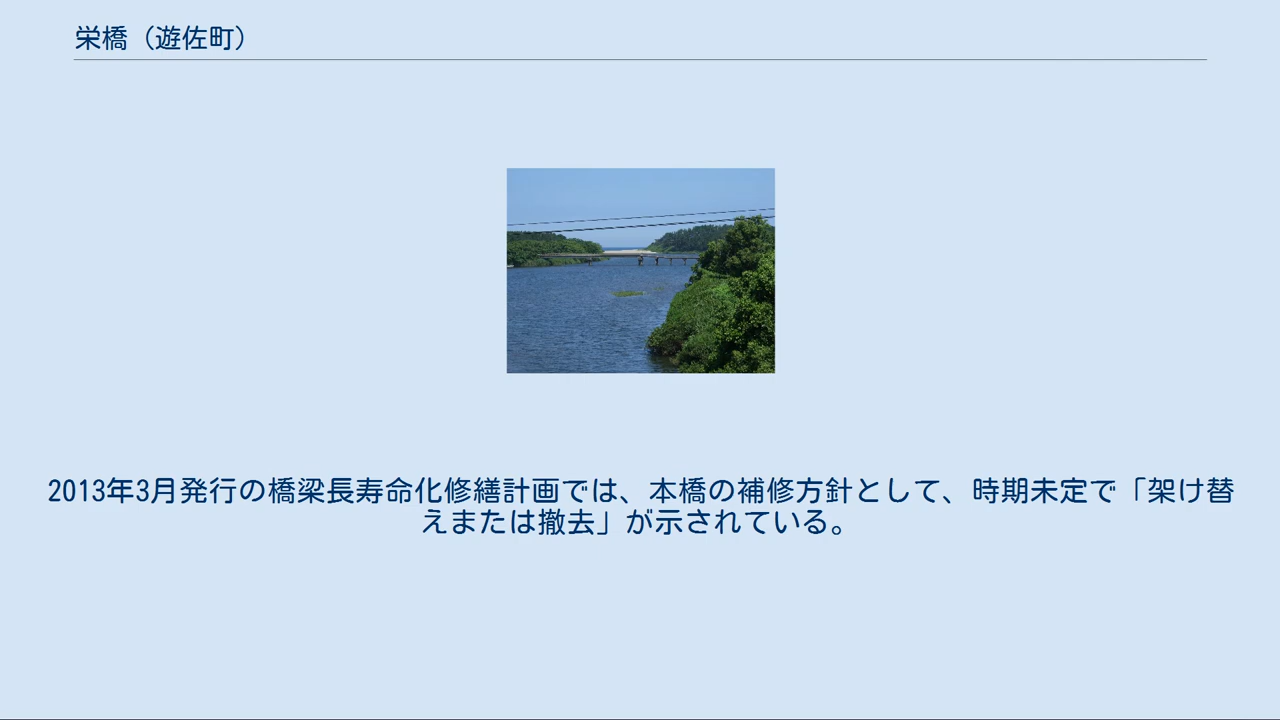 栄橋（遊佐町）
2013年3月発行の橋梁長寿命化修繕計画では、本橋の補修方針として、時期未定で「架け替
えまたは撤去」が示されている。